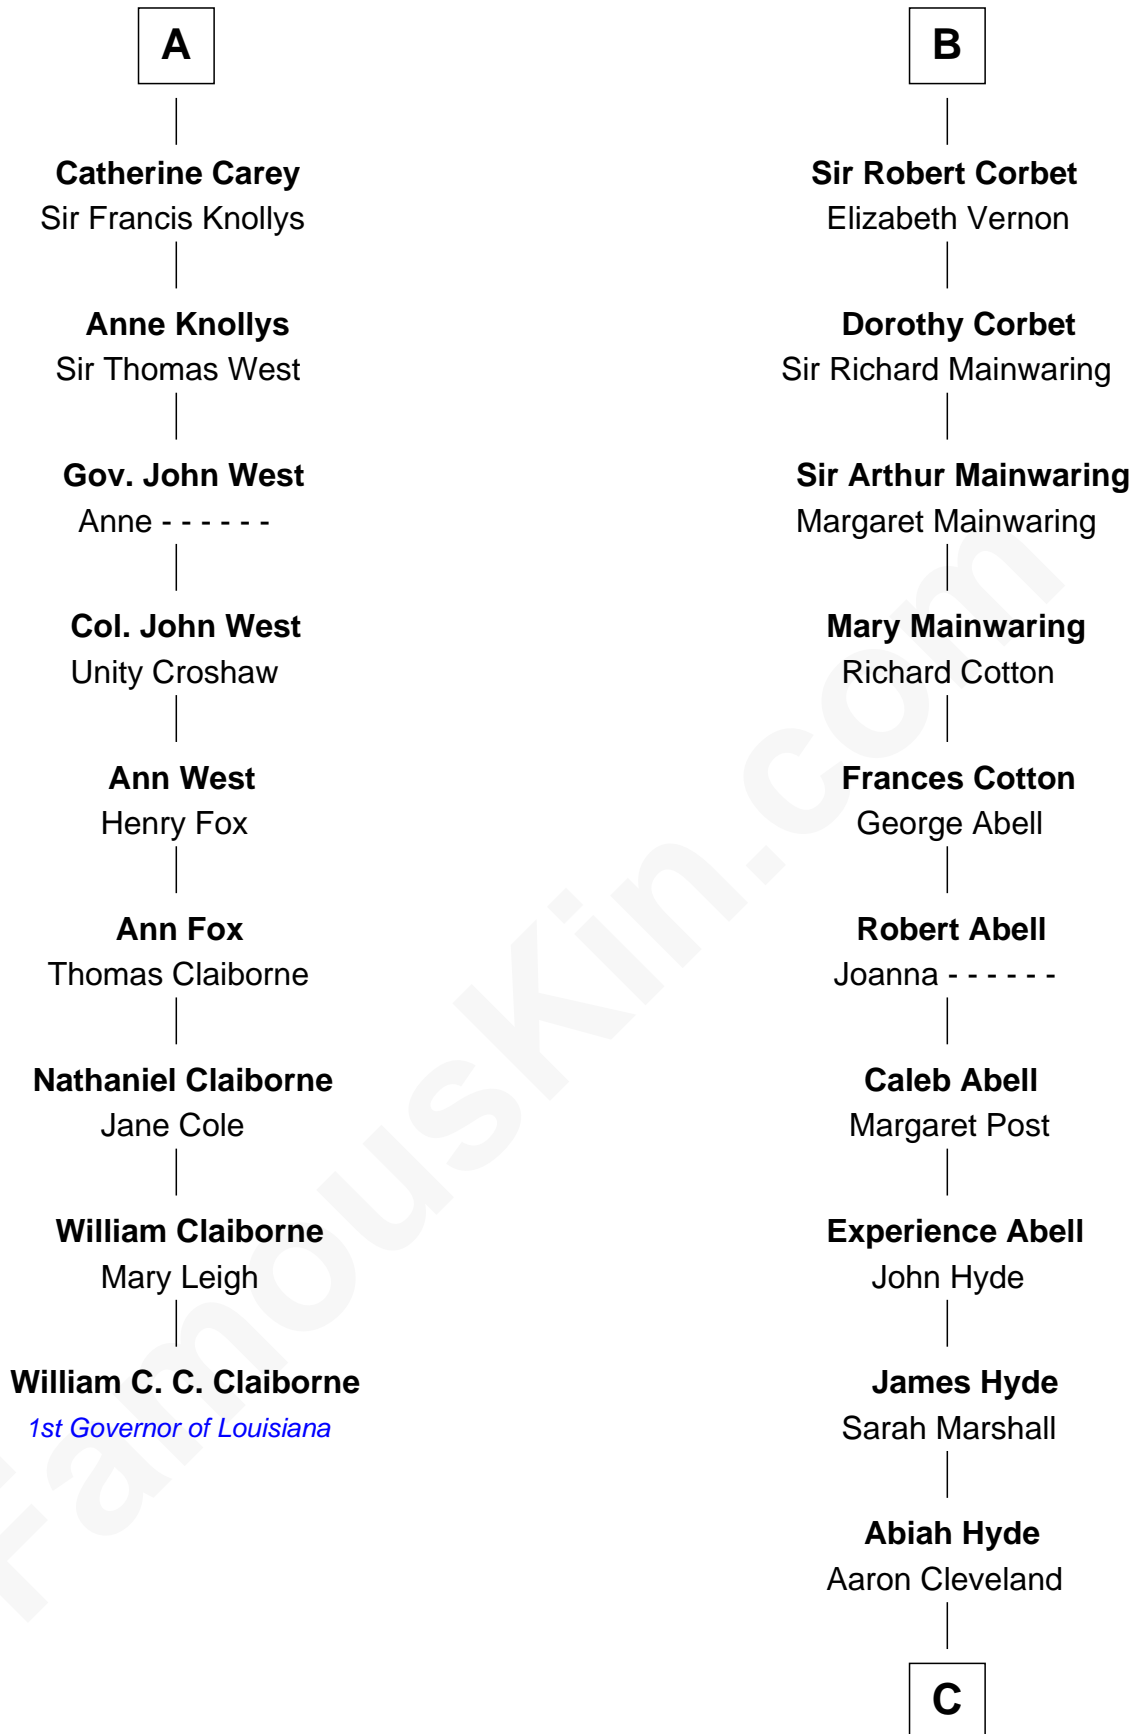 A
Catherine Carey
Sir Francis Knollys
Anne Knollys
Sir Thomas West
Gov. John West
Anne - - - - - -
Col. John West
Unity Croshaw
Ann West
Henry Fox
Ann Fox
Thomas Claiborne
Nathaniel Claiborne
Jane Cole
William Claiborne
Mary Leigh
William C. C. Claiborne
1st Governor of Louisiana
B
Sir Robert Corbet
Elizabeth Vernon
Dorothy Corbet
Sir Richard Mainwaring
Sir Arthur Mainwaring
Margaret Mainwaring
Mary Mainwaring
Richard Cotton
Frances Cotton
George Abell
Robert Abell
Joanna - - - - - -
Caleb Abell
Margaret Post
Experience Abell
John Hyde
James Hyde
Sarah Marshall
Abiah Hyde
Aaron Cleveland
C
FamousKin.com